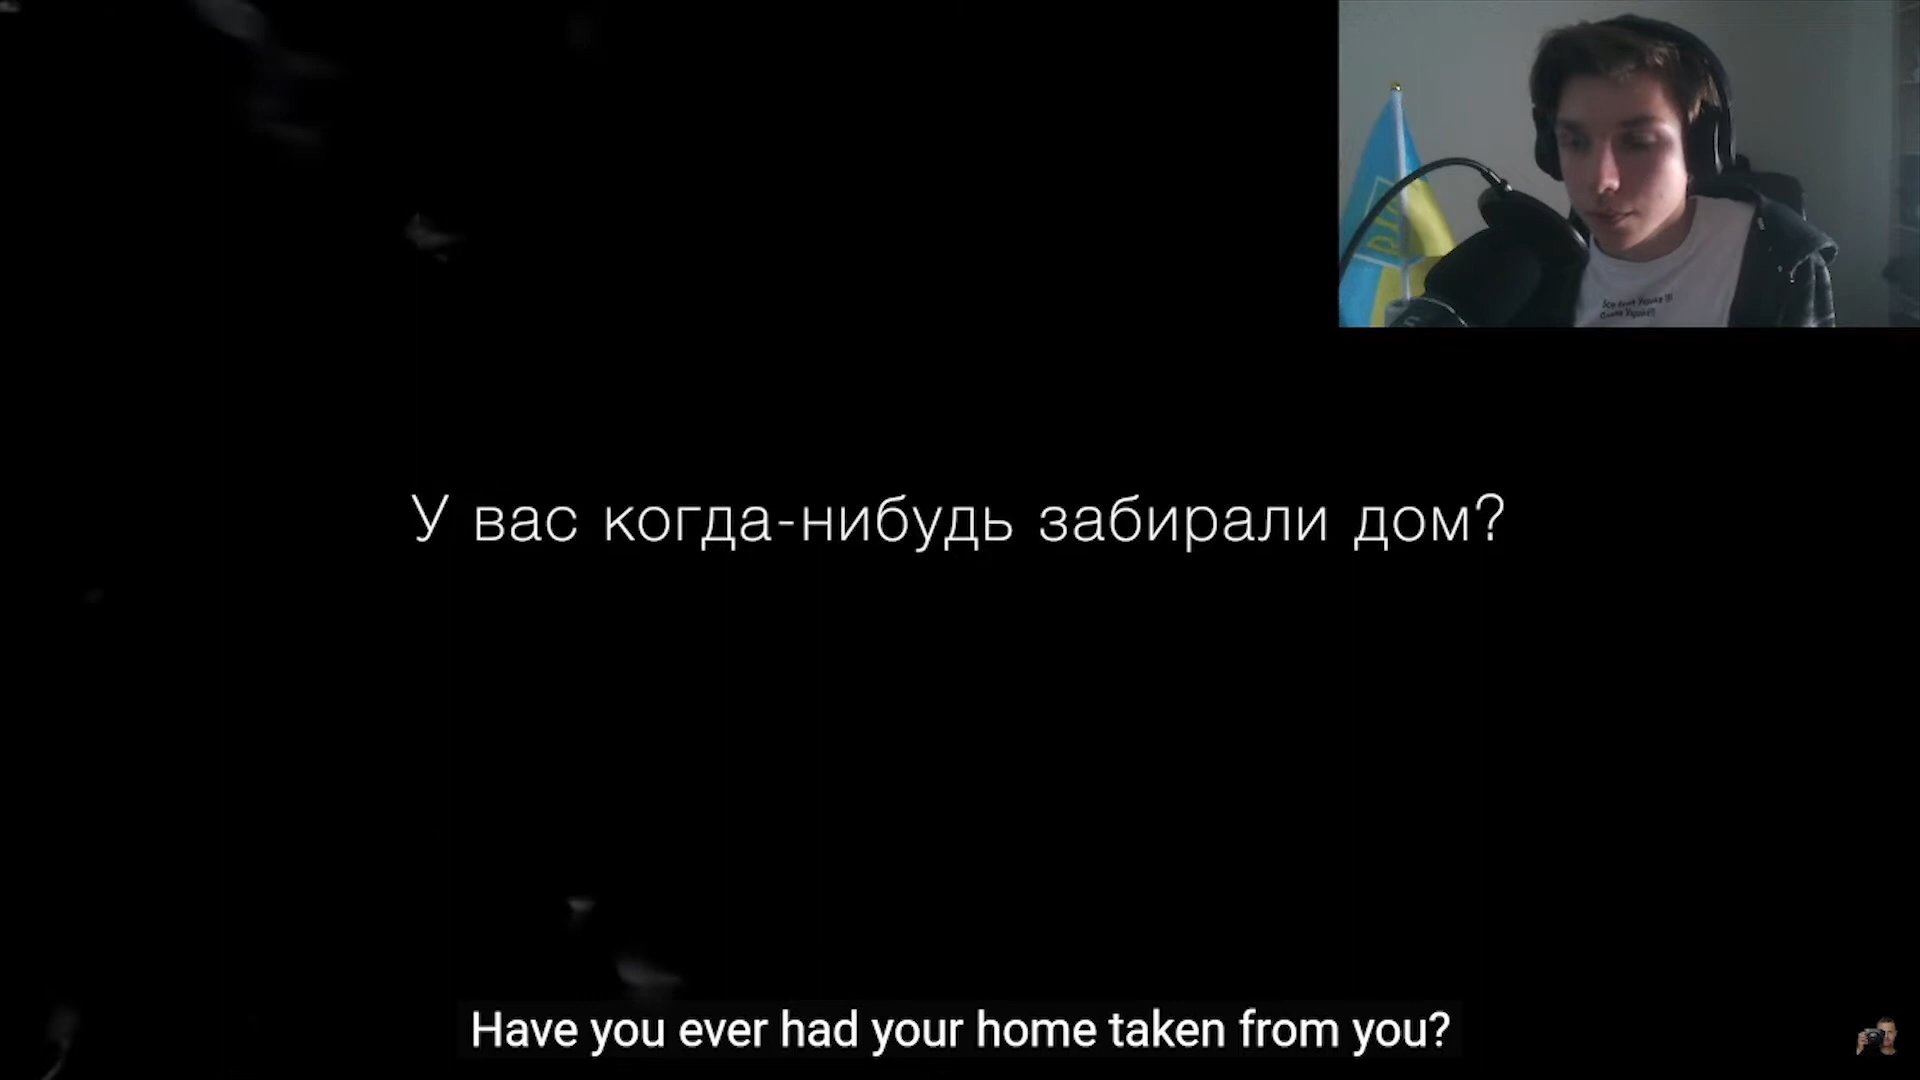 У вас когда-нибудь забирали дом?
Have you ever had your home taken from you?